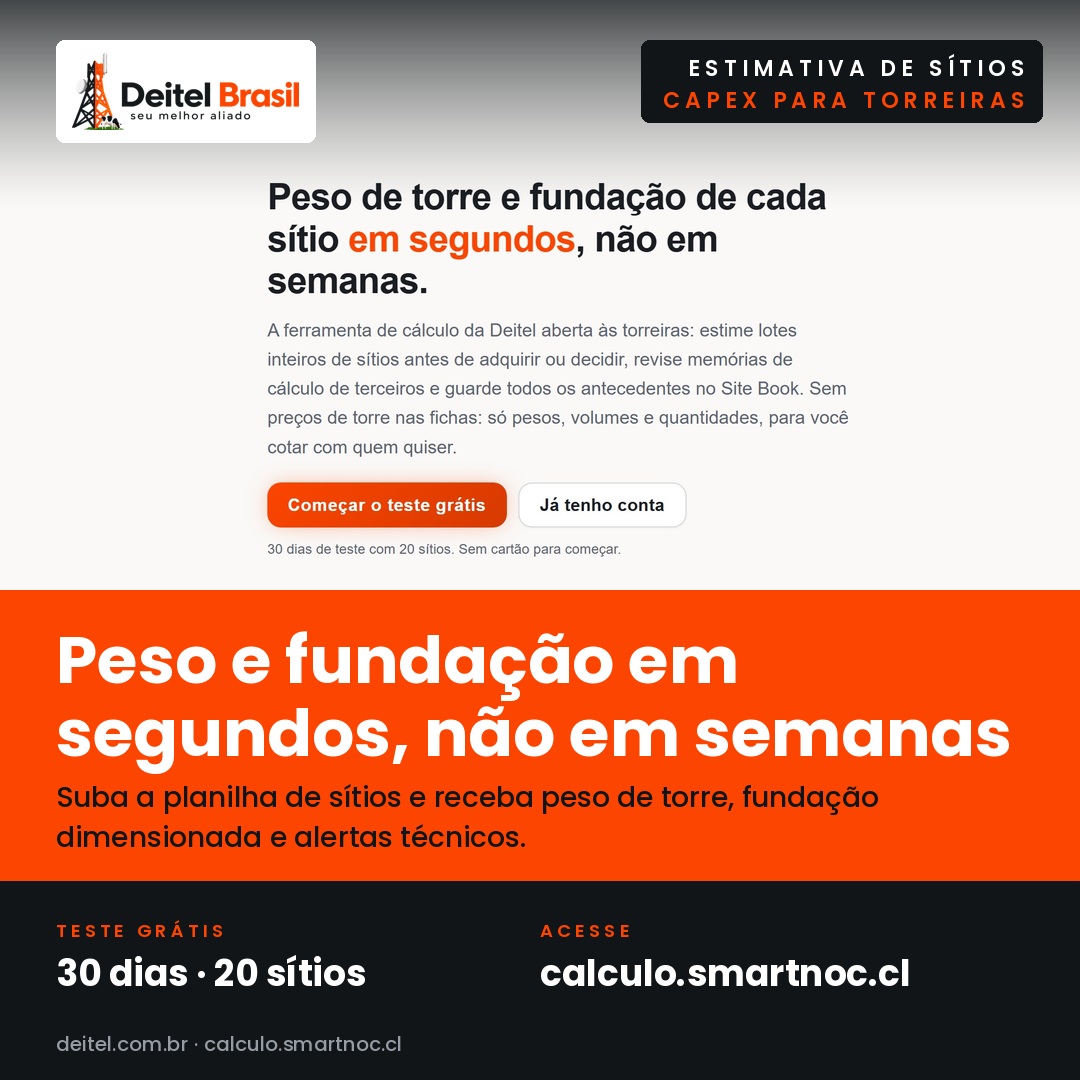 Deitel Brasil
seu melhor aliado
ESTIMATIVA DE SÍTIOS
CAPEX PARA TORREIRAS
Peso de torre e fundação de cada
sítio em segundos, não em
semanas.
A ferramenta de cálculo da Deitel aberta às torreiras: estime lotes
inteiros de sítios antes de adquirir ou decidir, revise memórias de
cálculo de terceiros e guarde todos os antecedentes no Site Book. Sem
preços de torre nas fichas: só pesos, volumes e quantidades, para você
cotar com quem quiser.
Começar o teste grátis
Já tenho conta
30 dias de teste com 20 sítios. Sem cartão para começar.
Peso e fundação em
segundos, não em semanas
Suba a planilha de sítios e receba peso de torre, fundação
dimensionada e alertas técnicos.
TESTE GRÁTIS
30 dias · 20 sítios
ACESSE
calculo.smartnoc.cl
deitel.com.br · calculo.smartnoc.cl